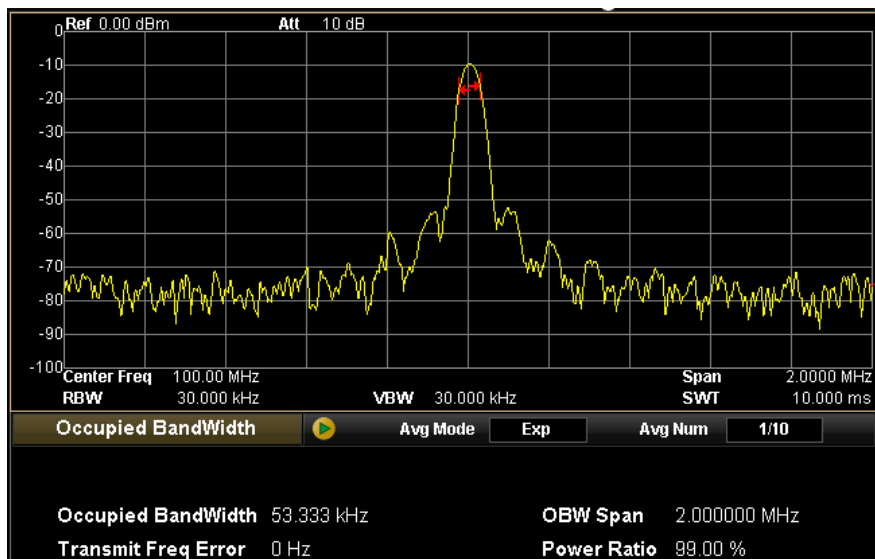 Ref 0.00 dBm Att 10 dB
0
-10
-20
-30
-40
-50
-60
-70
-80
-90
-100
Center Freq 100.00 MHz Span 2.0000 MHz
RBW 30.000 kHz VBW 30.000 kHz SWT 10.000 ms
Occupied BandWidth Avg Mode Exp Avg Num 1/10
Occupied BandWidth 53.333 kHz OBW Span 2.000000 MHz
Transmit Freq Error 0 Hz Power Ratio 99.00 %